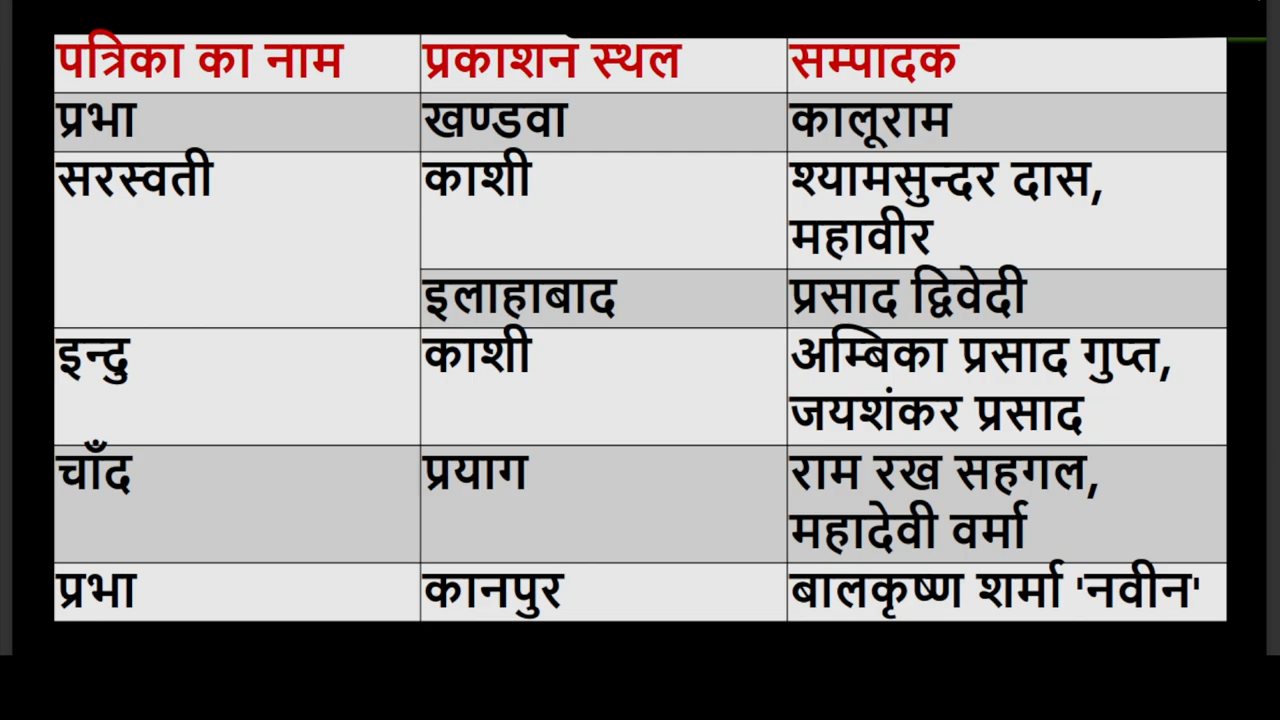 पत्रिका का नाम प्रकाशन स्थल सम्पादक
प्रभा खण्डवा कालूराम
सरस्वती काशी श्यामसुन्दर दास,
महावीर
इलाहाबाद प्रसाद द्विवेदी
इन्दु काशी अम्बिका प्रसाद गुप्त,
जयशंकर प्रसाद
चाँद प्रयाग राम रख सहगल,
महादेवी वर्मा
प्रभा कानपुर बालकृष्ण शर्मा 'नवीन'